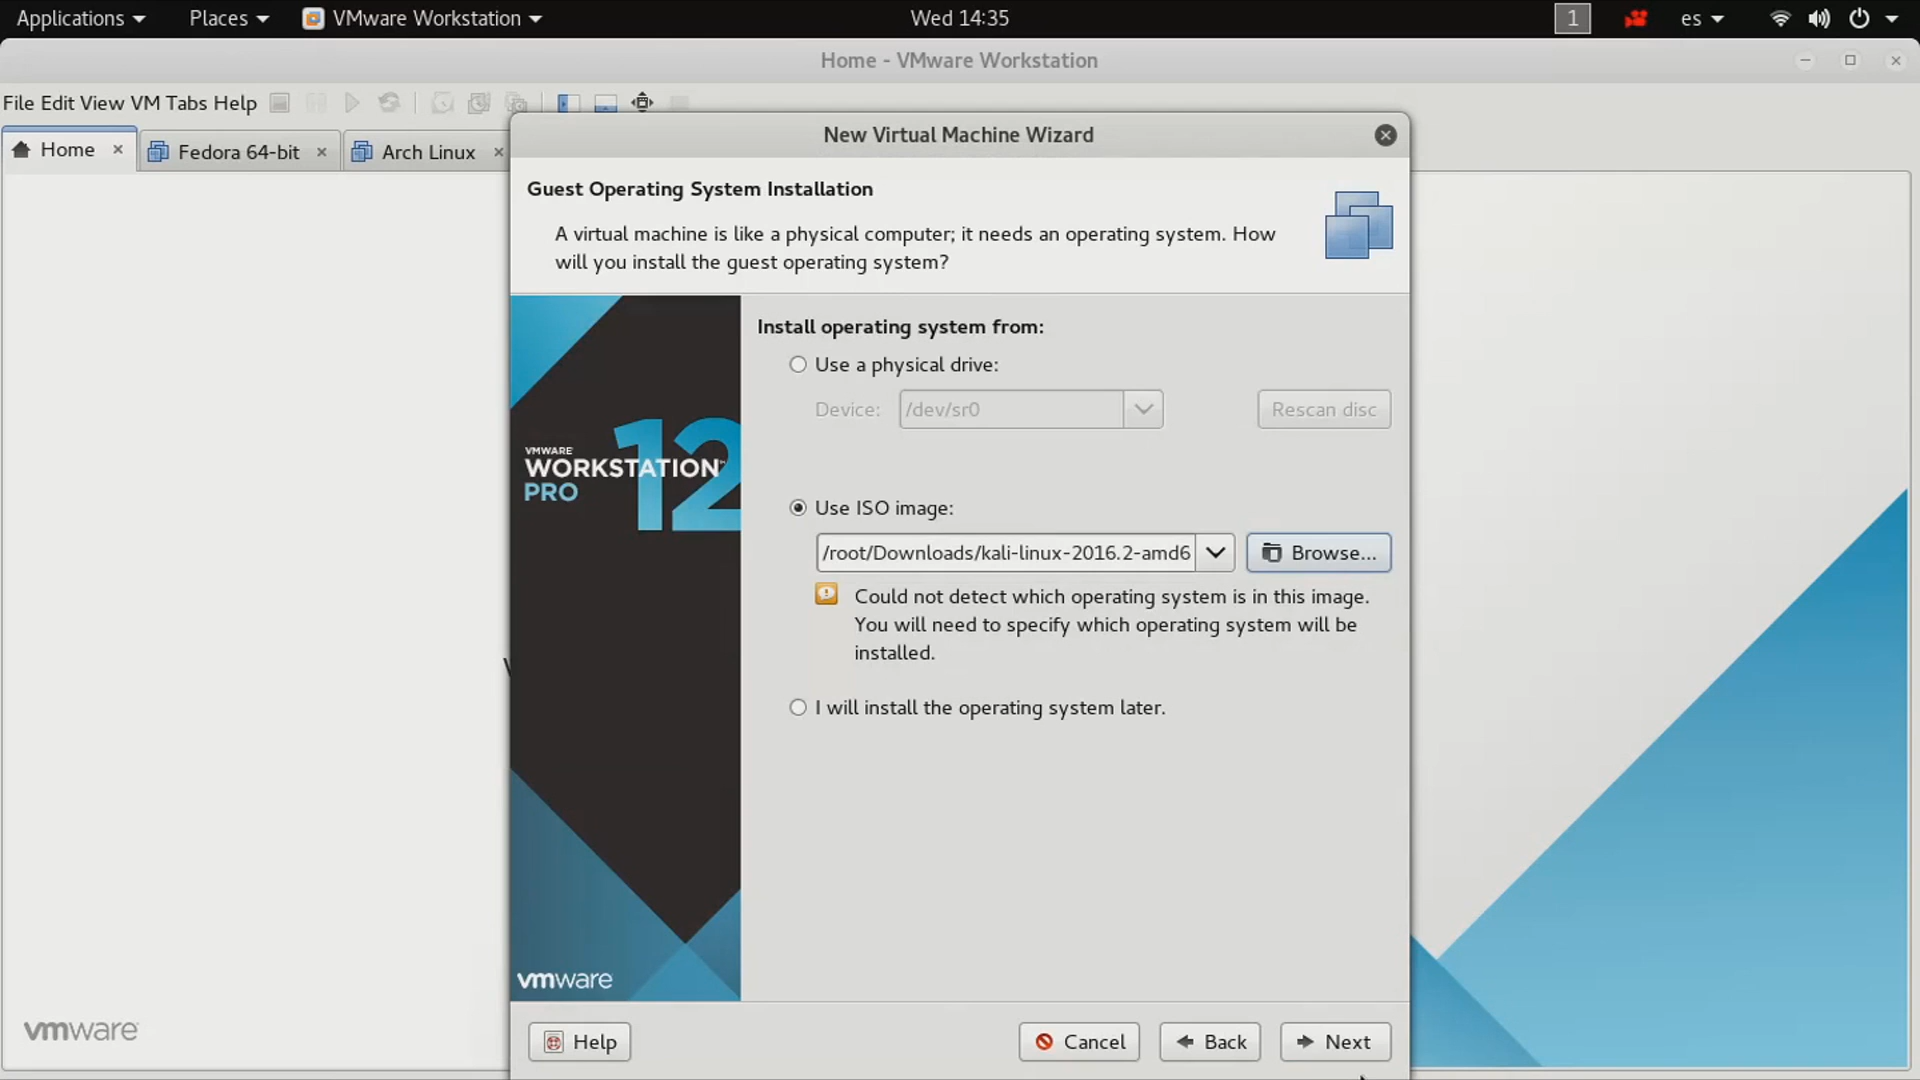 Applications Places VMware Workstation Wed 14:35 1 es
Home - VMware Workstation
File Edit View VM Tabs Help
Home Fedora 64-bit Arch Linux
New Virtual Machine Wizard
Guest Operating System Installation
A virtual machine is like a physical computer; it needs an operating system. How
will you install the guest operating system?
VMWARE
WORKSTATION™
PRO
12
Install operating system from:
Use a physical drive:
Device: /dev/sr0 Rescan disc
Use ISO image:
/root/Downloads/kali-linux-2016.2-amd6 Browse...
Could not detect which operating system is in this image.
You will need to specify which operating system will be
installed.
I will install the operating system later.
vmware
vmware
Help Cancel Back Next